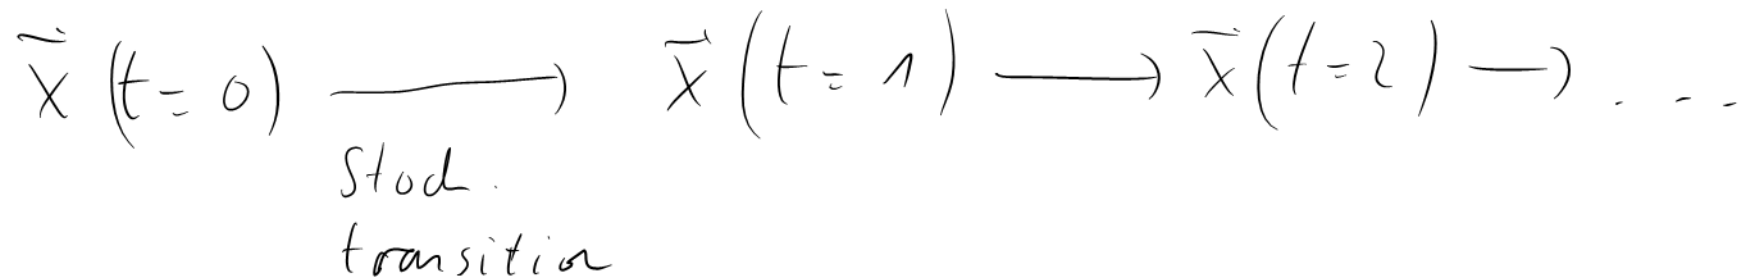 x⃗ (t=0) ⟶ x⃗ (t=1) ⟶ x⃗ (t=2) ⟶ ...
Stoch.
transition